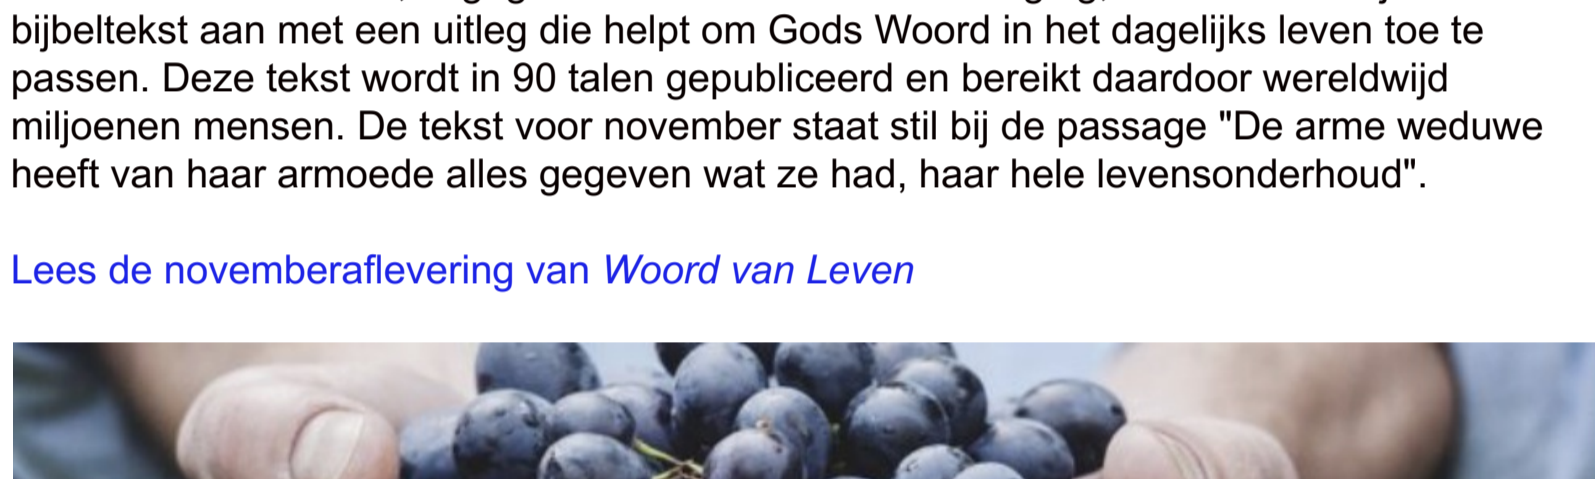 bijbeltekst aan met een uitleg die helpt om Gods Woord in het dagelijks leven toe te
passen. Deze tekst wordt in 90 talen gepubliceerd en bereikt daardoor wereldwijd
miljoenen mensen. De tekst voor november staat stil bij de passage "De arme weduwe
heeft van haar armoede alles gegeven wat ze had, haar hele levensonderhoud".
Lees de novemberaflevering van Woord van Leven